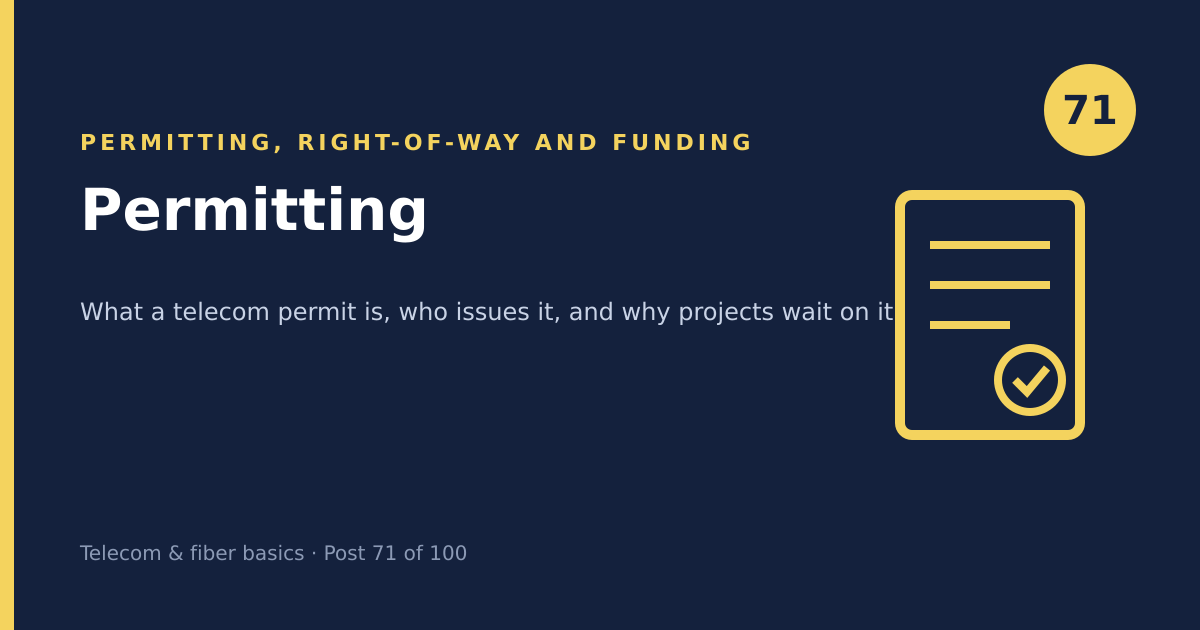 71
PERMITTING, RIGHT-OF-WAY AND FUNDING
Permitting
What a telecom permit is, who issues it, and why projects wait on it
Telecom & fiber basics · Post 71 of 100